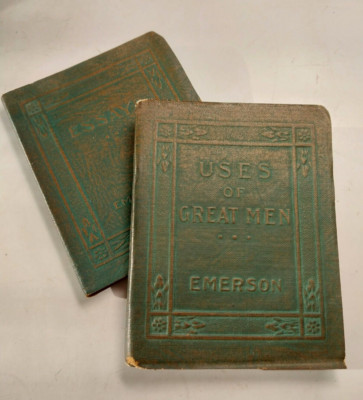 USES
OF
GREAT MEN
EMERSON